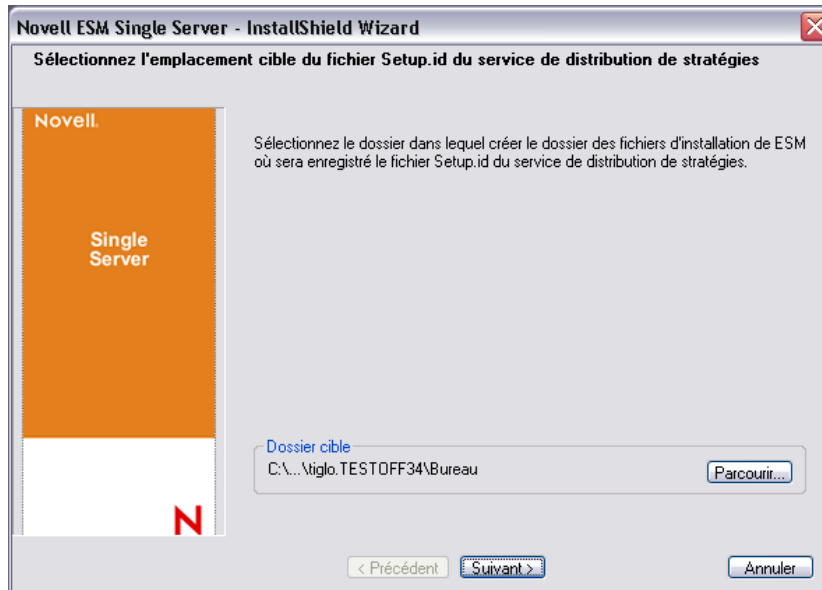 Novell ESM Single Server - InstallShield Wizard
Sélectionnez l'emplacement cible du fichier Setup.id du service de distribution de stratégies
Novell.
Sélectionnez le dossier dans lequel créer le dossier des fichiers d'installation de ESM
où sera enregistré le fichier Setup.id du service de distribution de stratégies.
Single
Server
Dossier cible
C:\...\tiglo.TESTOFF34\Bureau
Parcourir...
N
< Précédent
Suivant >
Annuler